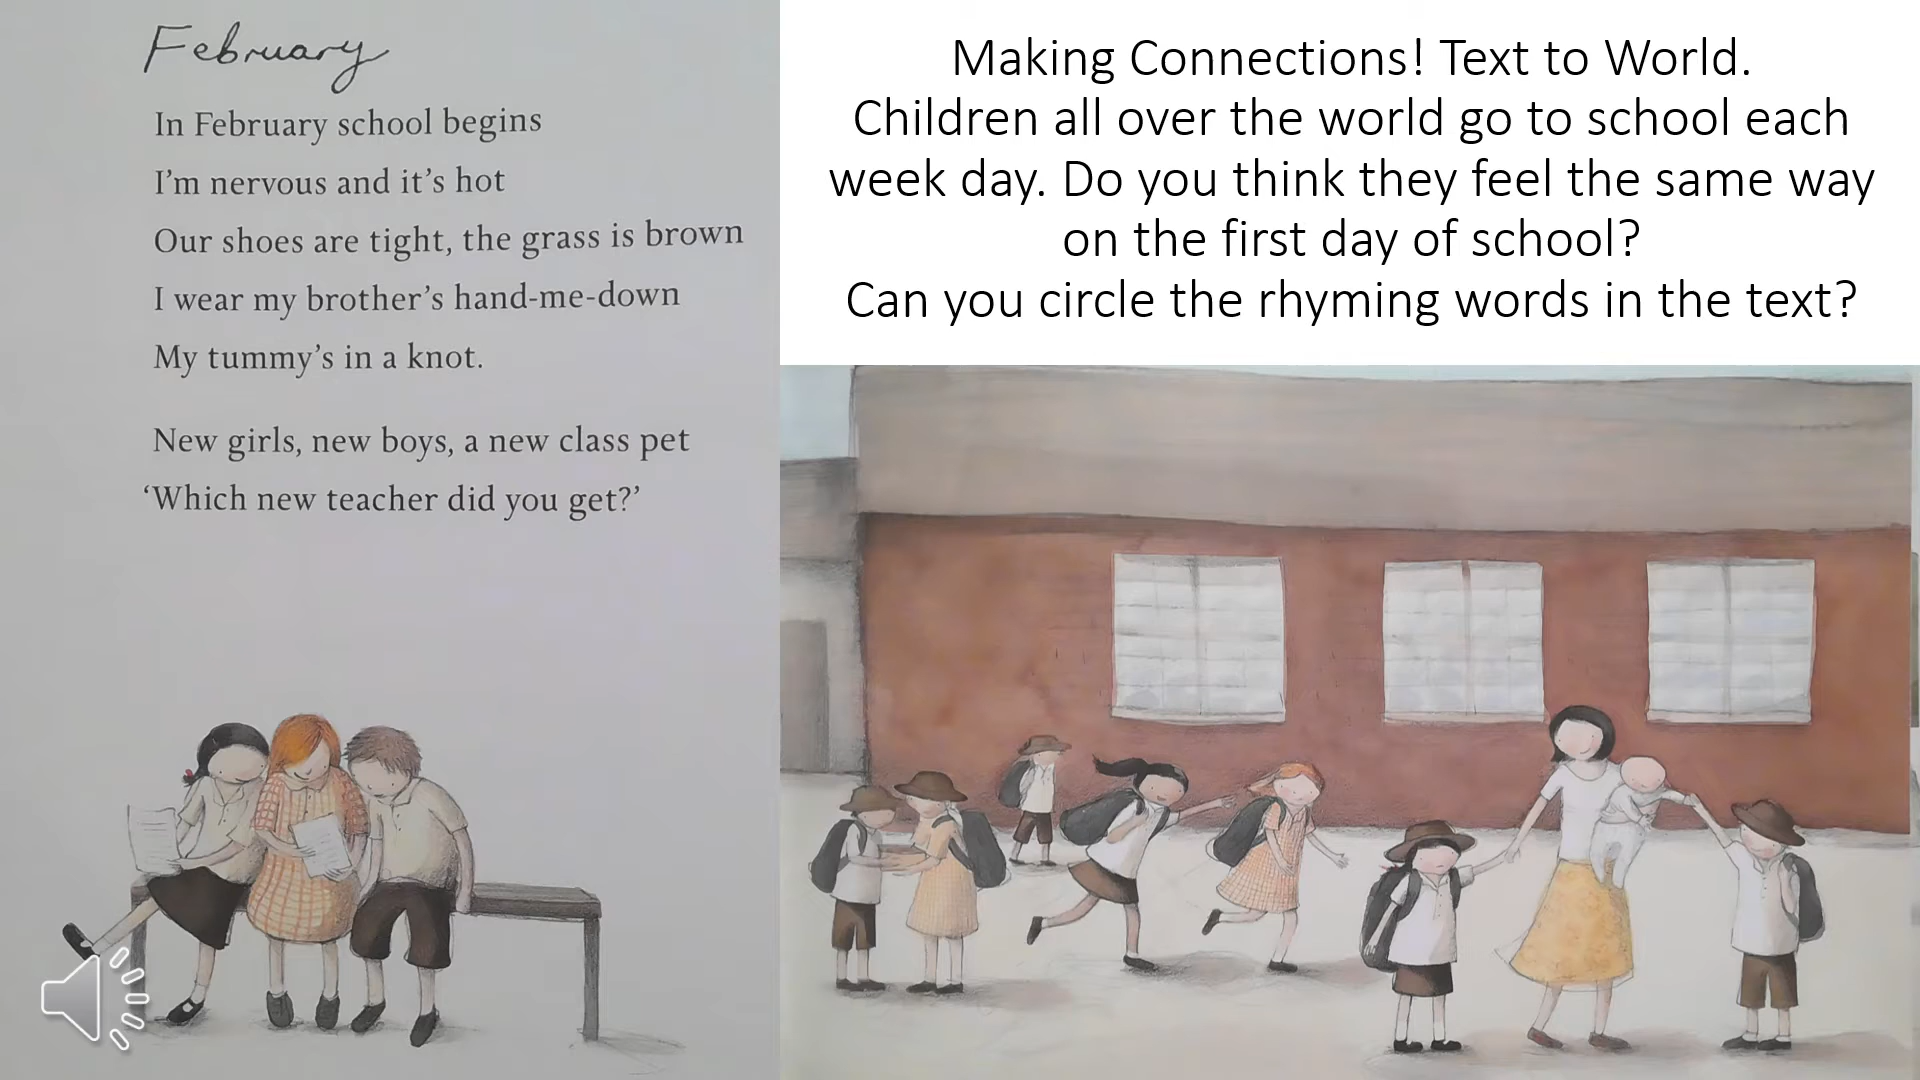 February
In February school begins
I'm nervous and it's hot
Our shoes are tight, the grass is brown
I wear my brother's hand-me-down
My tummy's in a knot.
New girls, new boys, a new class pet
‘Which new teacher did you get?’
Making Connections! Text to World.
Children all over the world go to school each
week day. Do you think they feel the same way
on the first day of school?
Can you circle the rhyming words in the text?